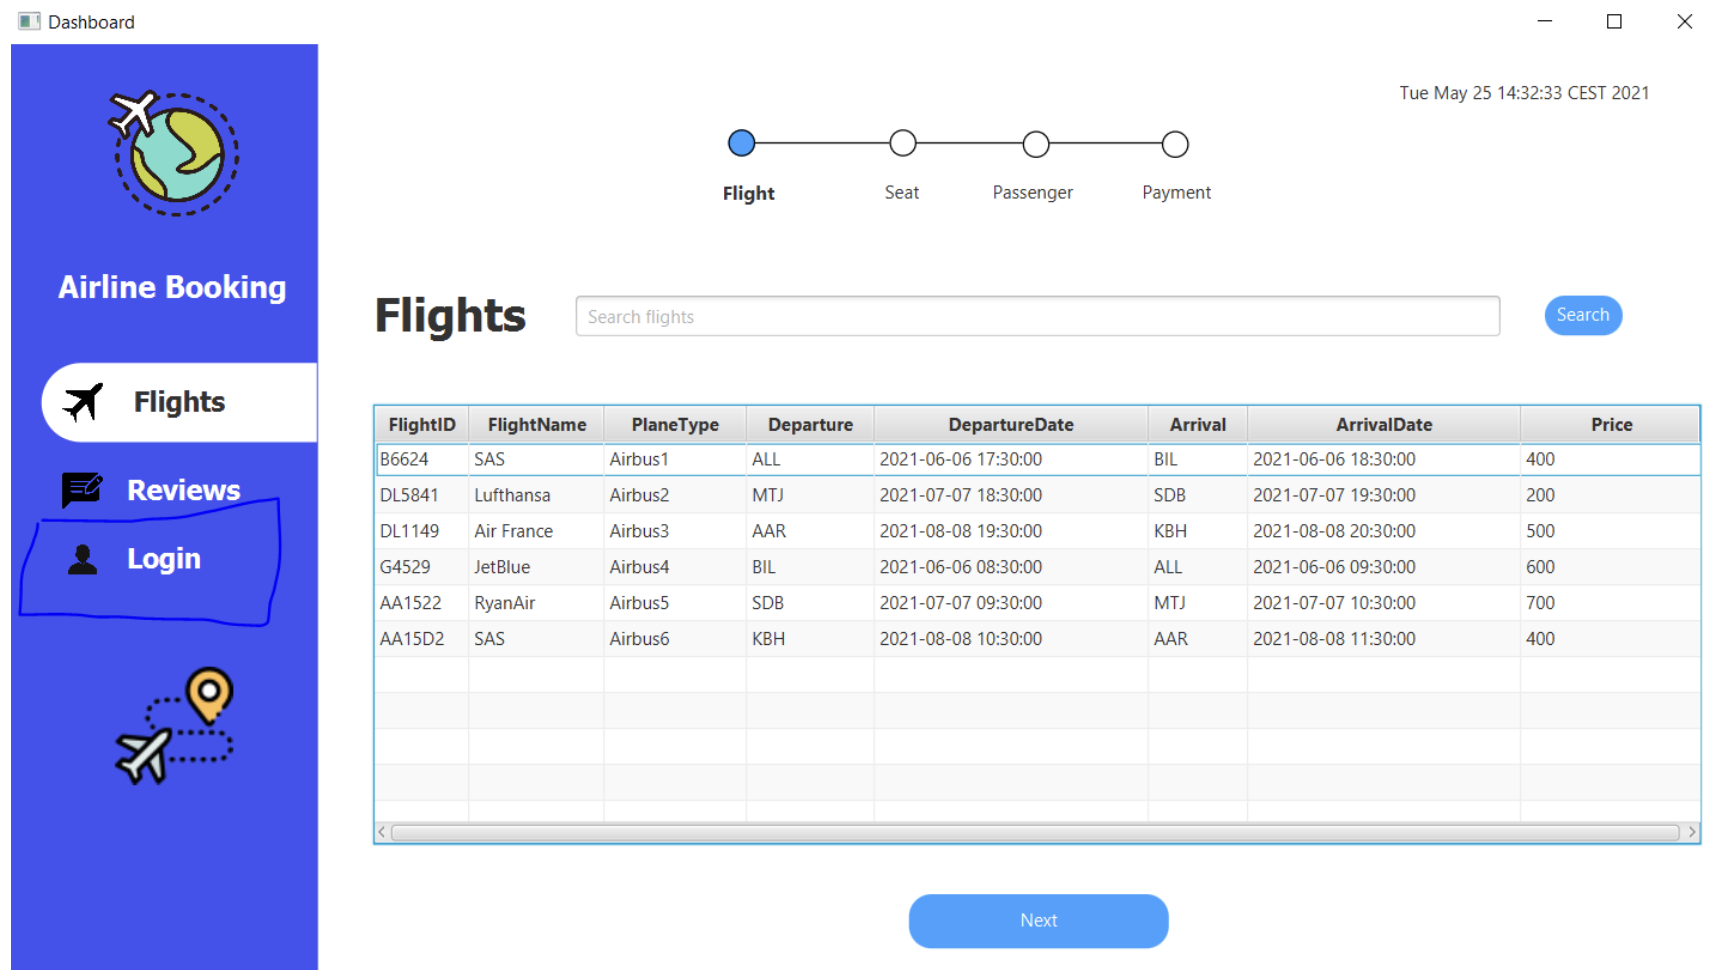 Dashboard
Tue May 25 14:32:33 CEST 2021
Flight Seat Passenger Payment
Airline Booking
Flights
Reviews
Login
Flights Search flights Search
FlightID FlightName PlaneType Departure DepartureDate Arrival ArrivalDate Price
B6624 SAS Airbus1 ALL 2021-06-06 17:30:00 BIL 2021-06-06 18:30:00 400
DL5841 Lufthansa Airbus2 MTJ 2021-07-07 18:30:00 SDB 2021-07-07 19:30:00 200
DL1149 Air France Airbus3 AAR 2021-08-08 19:30:00 KBH 2021-08-08 20:30:00 500
G4529 JetBlue Airbus4 BIL 2021-06-06 08:30:00 ALL 2021-06-06 09:30:00 600
AA1522 RyanAir Airbus5 SDB 2021-07-07 09:30:00 MTJ 2021-07-07 10:30:00 700
AA15D2 SAS Airbus6 KBH 2021-08-08 10:30:00 AAR 2021-08-08 11:30:00 400
Next